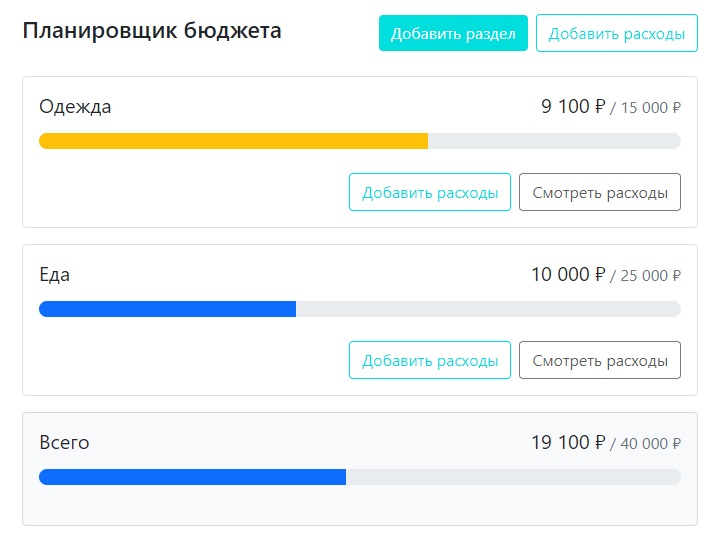 Планировщик бюджета Добавить раздел Добавить расходы
Одежда 9 100 ₽ / 15 000 ₽
Добавить расходы Смотреть расходы
Еда 10 000 ₽ / 25 000 ₽
Добавить расходы Смотреть расходы
Всего 19 100 ₽ / 40 000 ₽